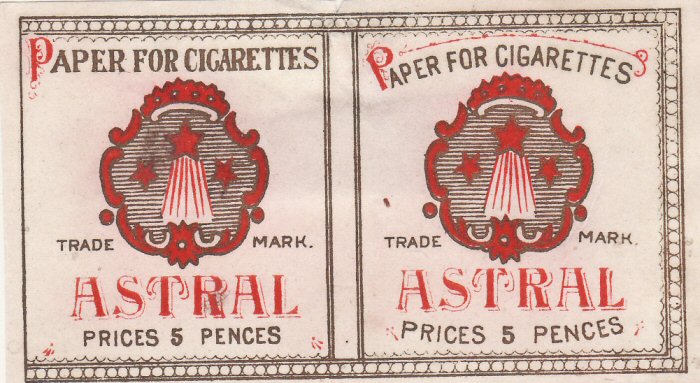 PAPER FOR CIGARETTES
TRADE MARK.
ASTRAL
PRICES 5 PENCES
PAPER FOR CIGARETTES
TRADE MARK.
ASTRAL
PRICES 5 PENCES